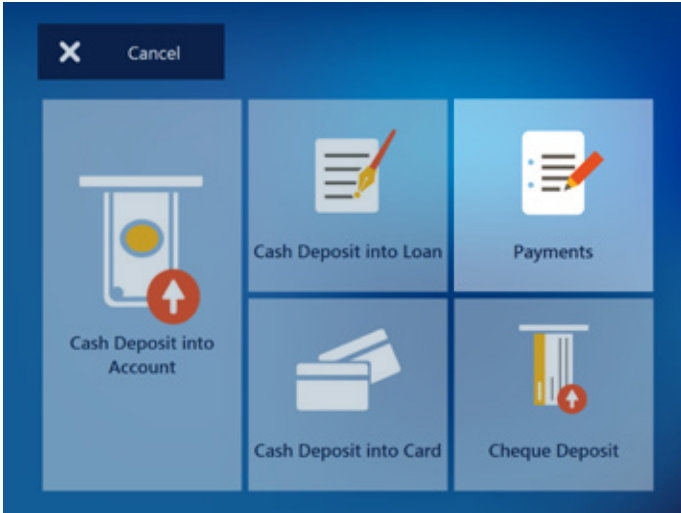 Cancel
Cash Deposit into Loan
Payments
Cash Deposit into
Account
Cash Deposit into Card
Cheque Deposit